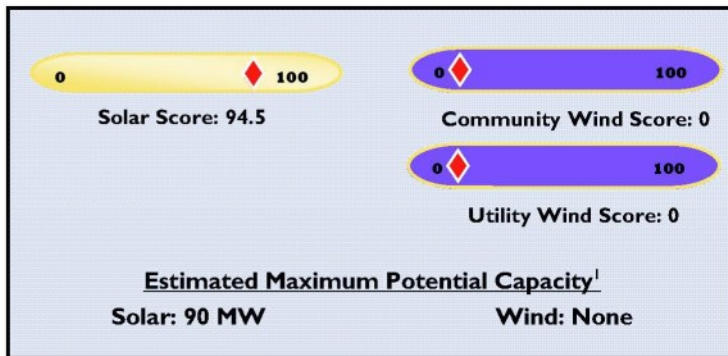 0 100
Solar Score: 94.5
0 100
Community Wind Score: 0
0 100
Utility Wind Score: 0
Estimated Maximum Potential Capacity¹
Solar: 90 MW
Wind: None